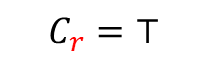 C_r = T